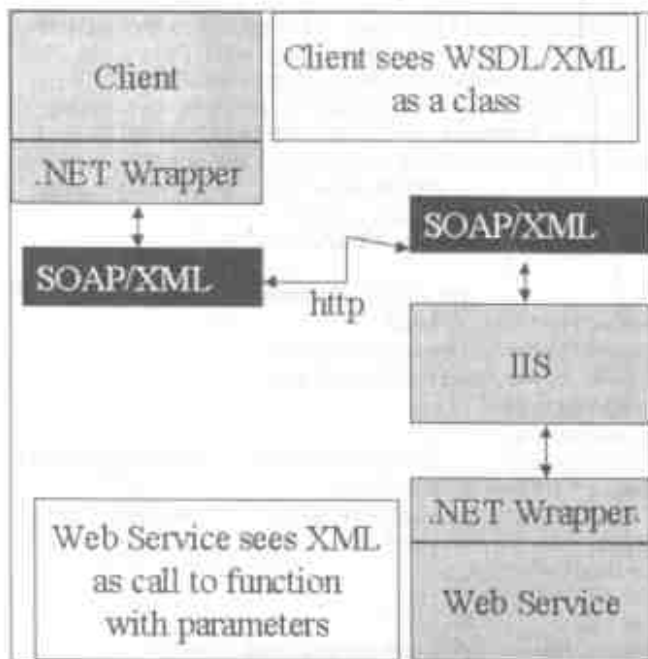 Client
Client sees WSDL/XML
as a class
.NET Wrapper
SOAP/XML
SOAP/XML
http
IIS
.NET Wrapper
Web Service sees XML
as call to function
with parameters
Web Service